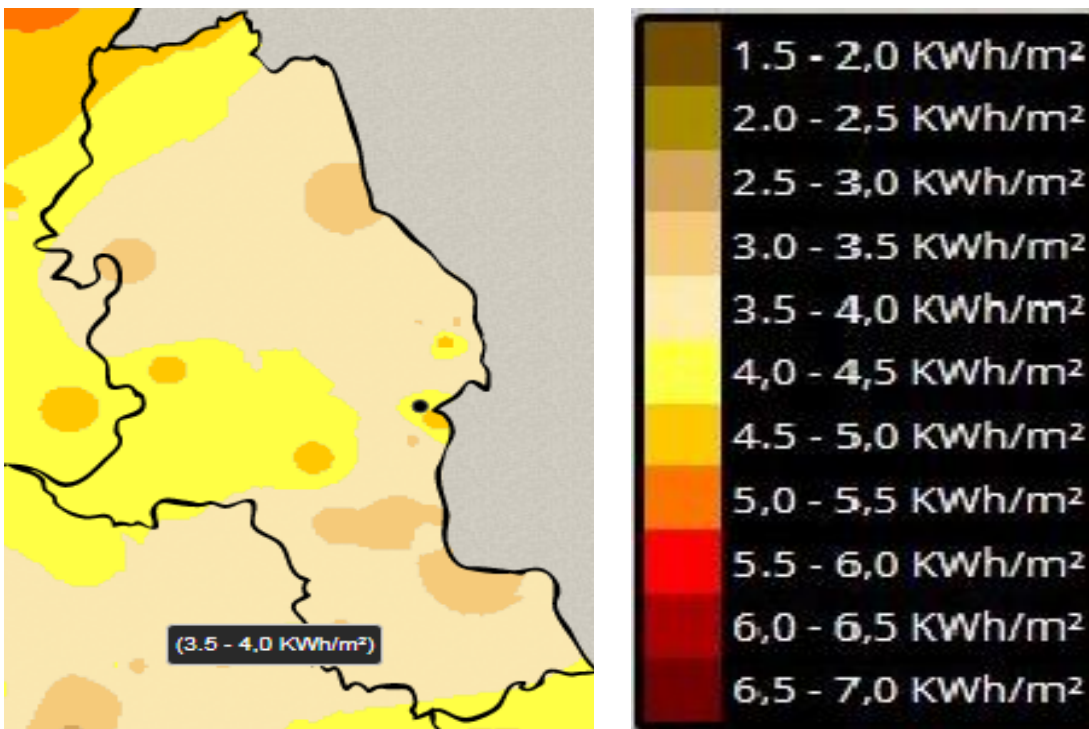 (3.5 - 4,0 KWh/m²)
1.5 - 2,0 KWh/m²
2.0 - 2,5 KWh/m²
2.5 - 3,0 KWh/m²
3.0 - 3.5 KWh/m²
3.5 - 4,0 KWh/m²
4,0 - 4,5 KWh/m²
4.5 - 5,0 KWh/m²
5,0 - 5,5 KWh/m²
5.5 - 6,0 KWh/m²
6,0 - 6,5 KWh/m²
6,5 - 7,0 KWh/m²